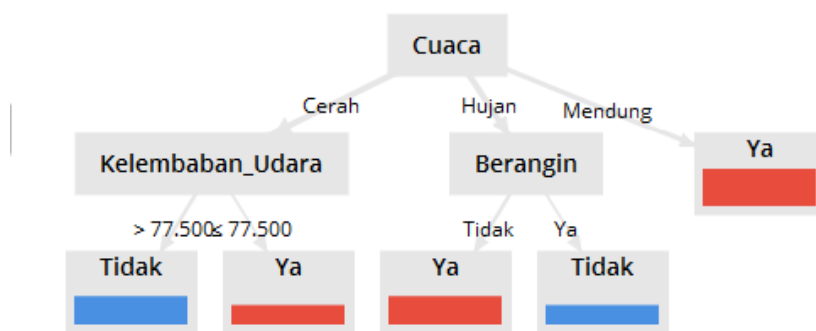 Cuaca
Cerah Hujan Mendung
Kelembaban_Udara Berangin Ya
> 77.500 ≤ 77.500 Tidak Ya
Tidak Ya Ya Tidak